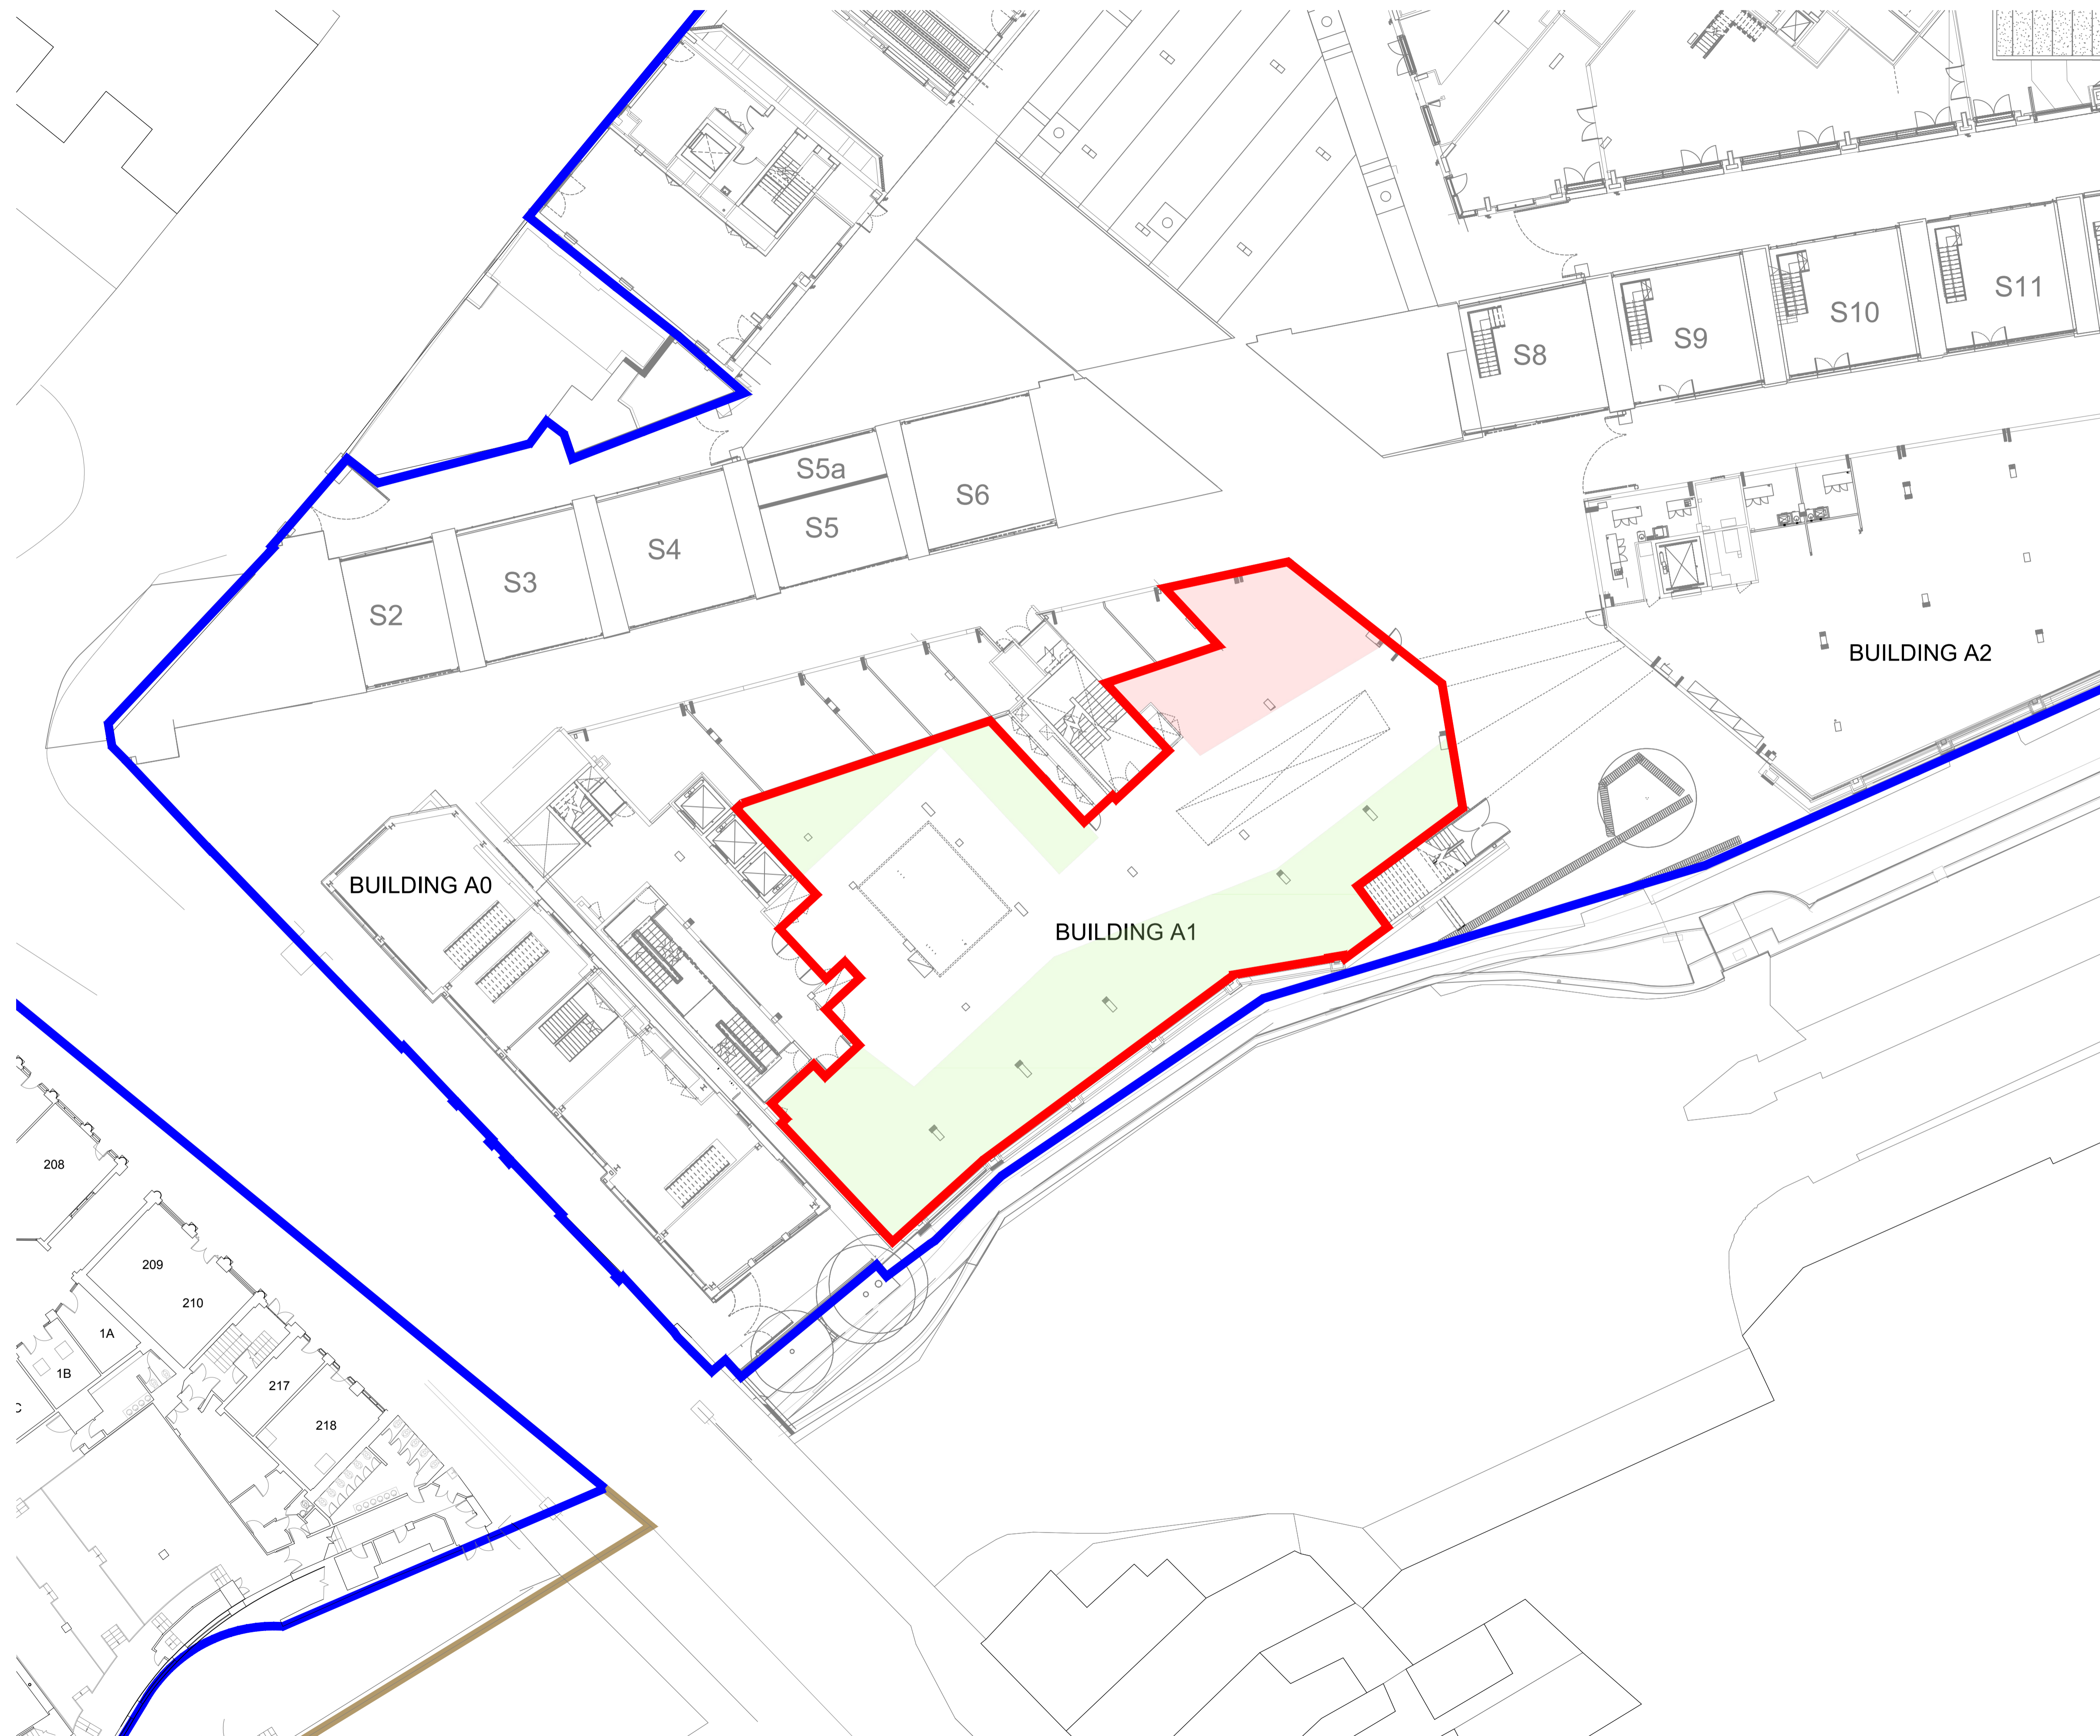 S11
S10
S9
S8
S5a
S6
S5
S4
S3
S2
BUILDING A2
BUILDING A0
BUILDING A1
208
209
210
1A
1B
217
C
218